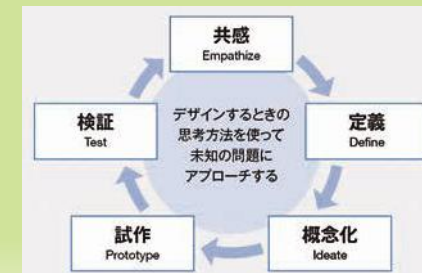 共感
Empathize
定義
Define
概念化
Ideate
試作
Prototype
検証
Test
デザインするときの
思考方法を使って
未知の問題に
アプローチする